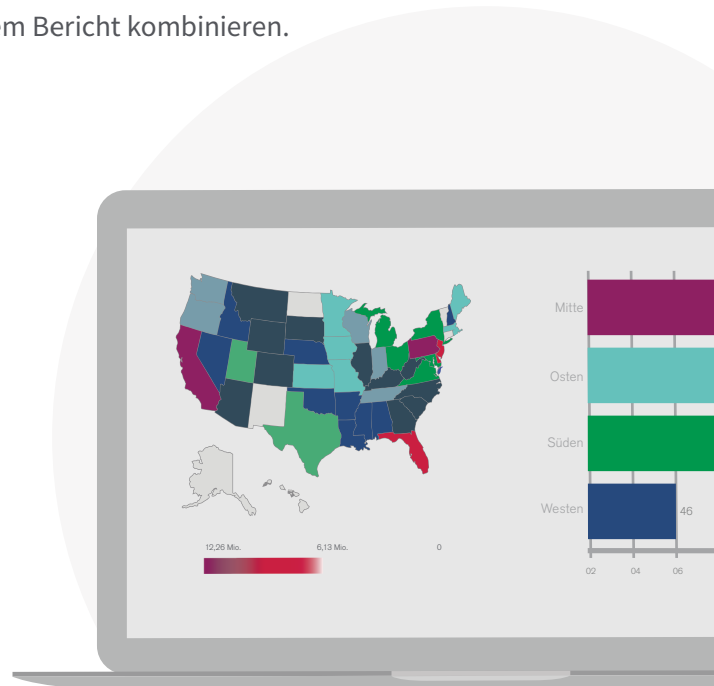 em Bericht kombinieren.
Mitte
Osten
Süden
Westen
46
02 04 06
12,26 Mio. 6,13 Mio. 0